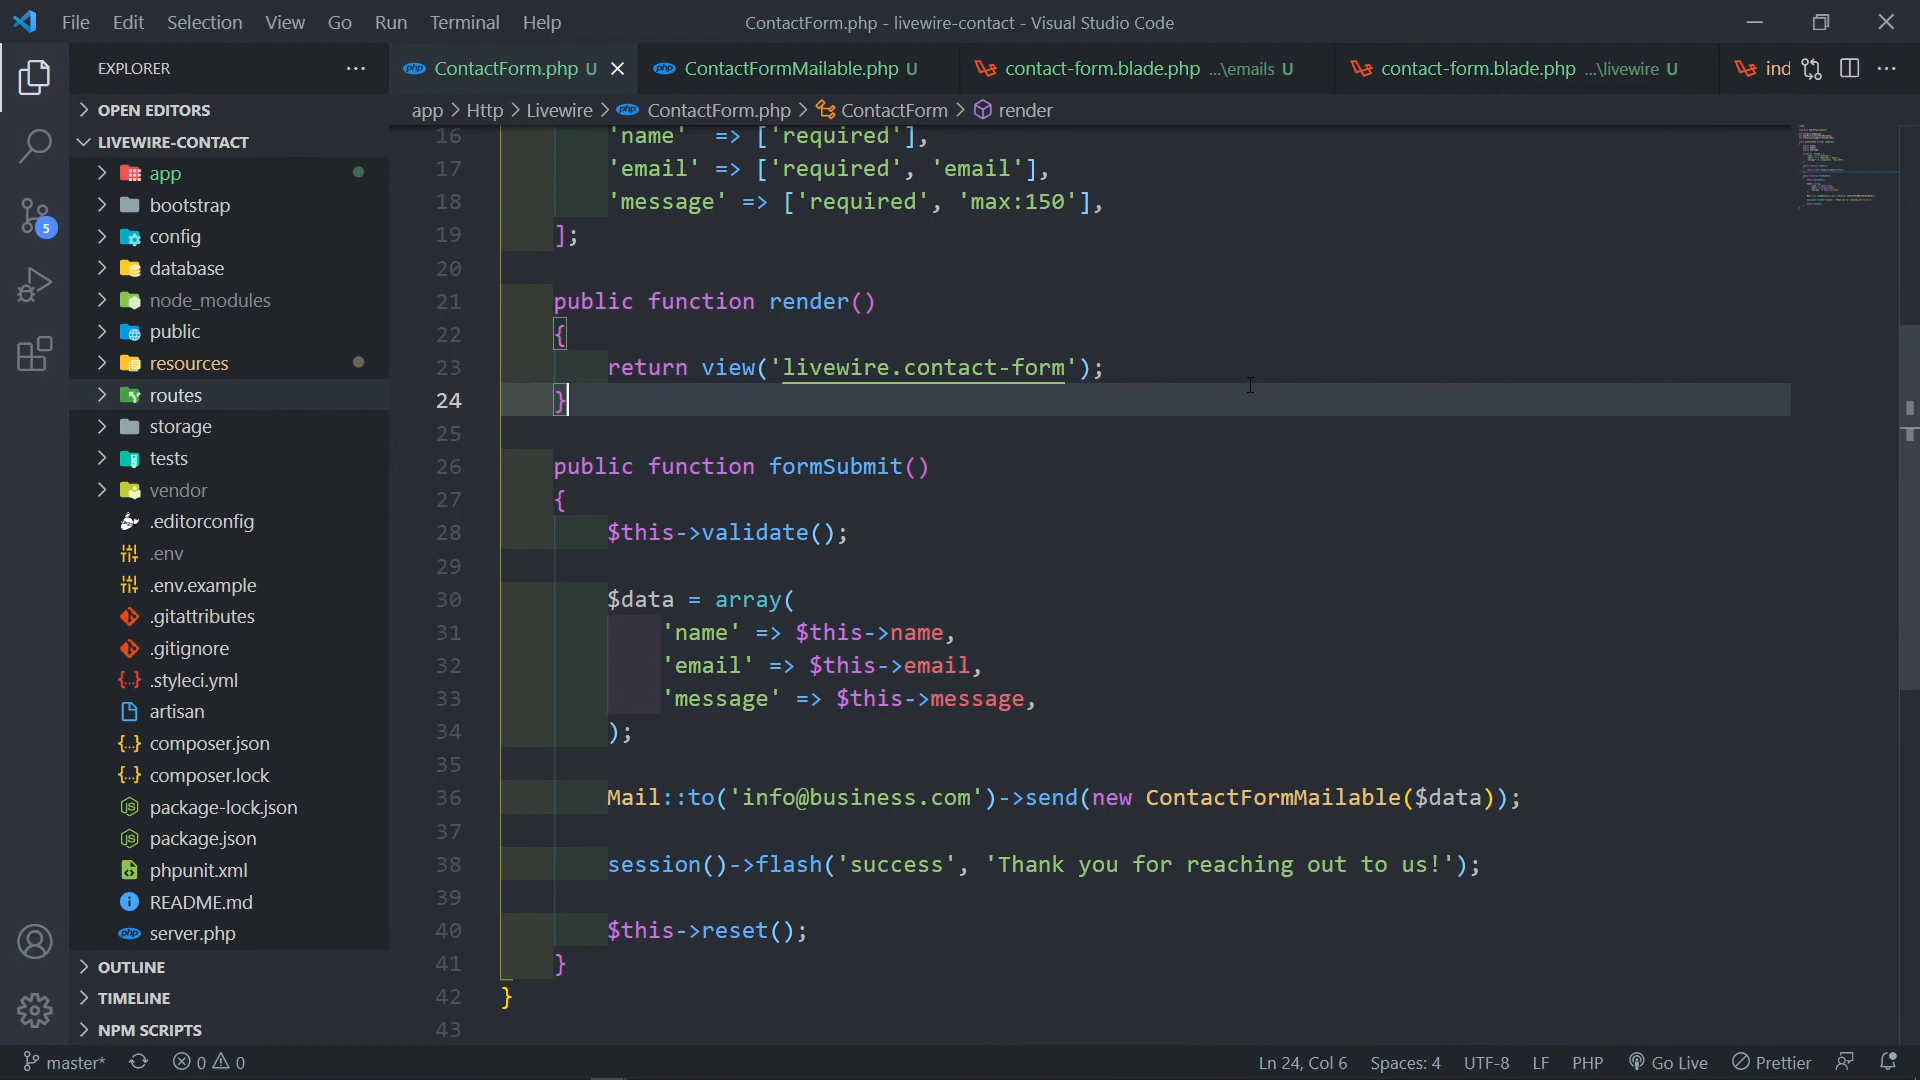 File Edit Selection View Go Run Terminal Help
ContactForm.php - livewire-contact - Visual Studio Code
EXPLORER
ContactForm.php U
ContactFormMailable.php U
contact-form.blade.php ...\emails U
contact-form.blade.php ...\livewire U
ind
app > Http > Livewire > ContactForm.php > ContactForm > render
OPEN EDITORS
LIVEWIRE-CONTACT
app
bootstrap
config
database
node_modules
public
resources
routes
storage
tests
vendor
.editorconfig
.env
.env.example
.gitattributes
.gitignore
.styleci.yml
artisan
composer.json
composer.lock
package-lock.json
package.json
phpunit.xml
README.md
server.php
OUTLINE
TIMELINE
NPM SCRIPTS
5
16 'name' => ['required'],
17 'email' => ['required', 'email'],
18 'message' => ['required', 'max:150'],
19 ];
20
21 public function render()
22 {
23 return view('livewire.contact-form');
24 }
25
26 public function formSubmit()
27 {
28 $this->validate();
29
30 $data = array(
31 'name' => $this->name,
32 'email' => $this->email,
33 'message' => $this->message,
34 );
35
36 Mail::to('info@business.com')->send(new ContactFormMailable($data));
37
38 session()->flash('success', 'Thank you for reaching out to us!');
39
40 $this->reset();
41 }
42 }
43
master* 0 0
Ln 24, Col 6 Spaces: 4 UTF-8 LF PHP Go Live Prettier